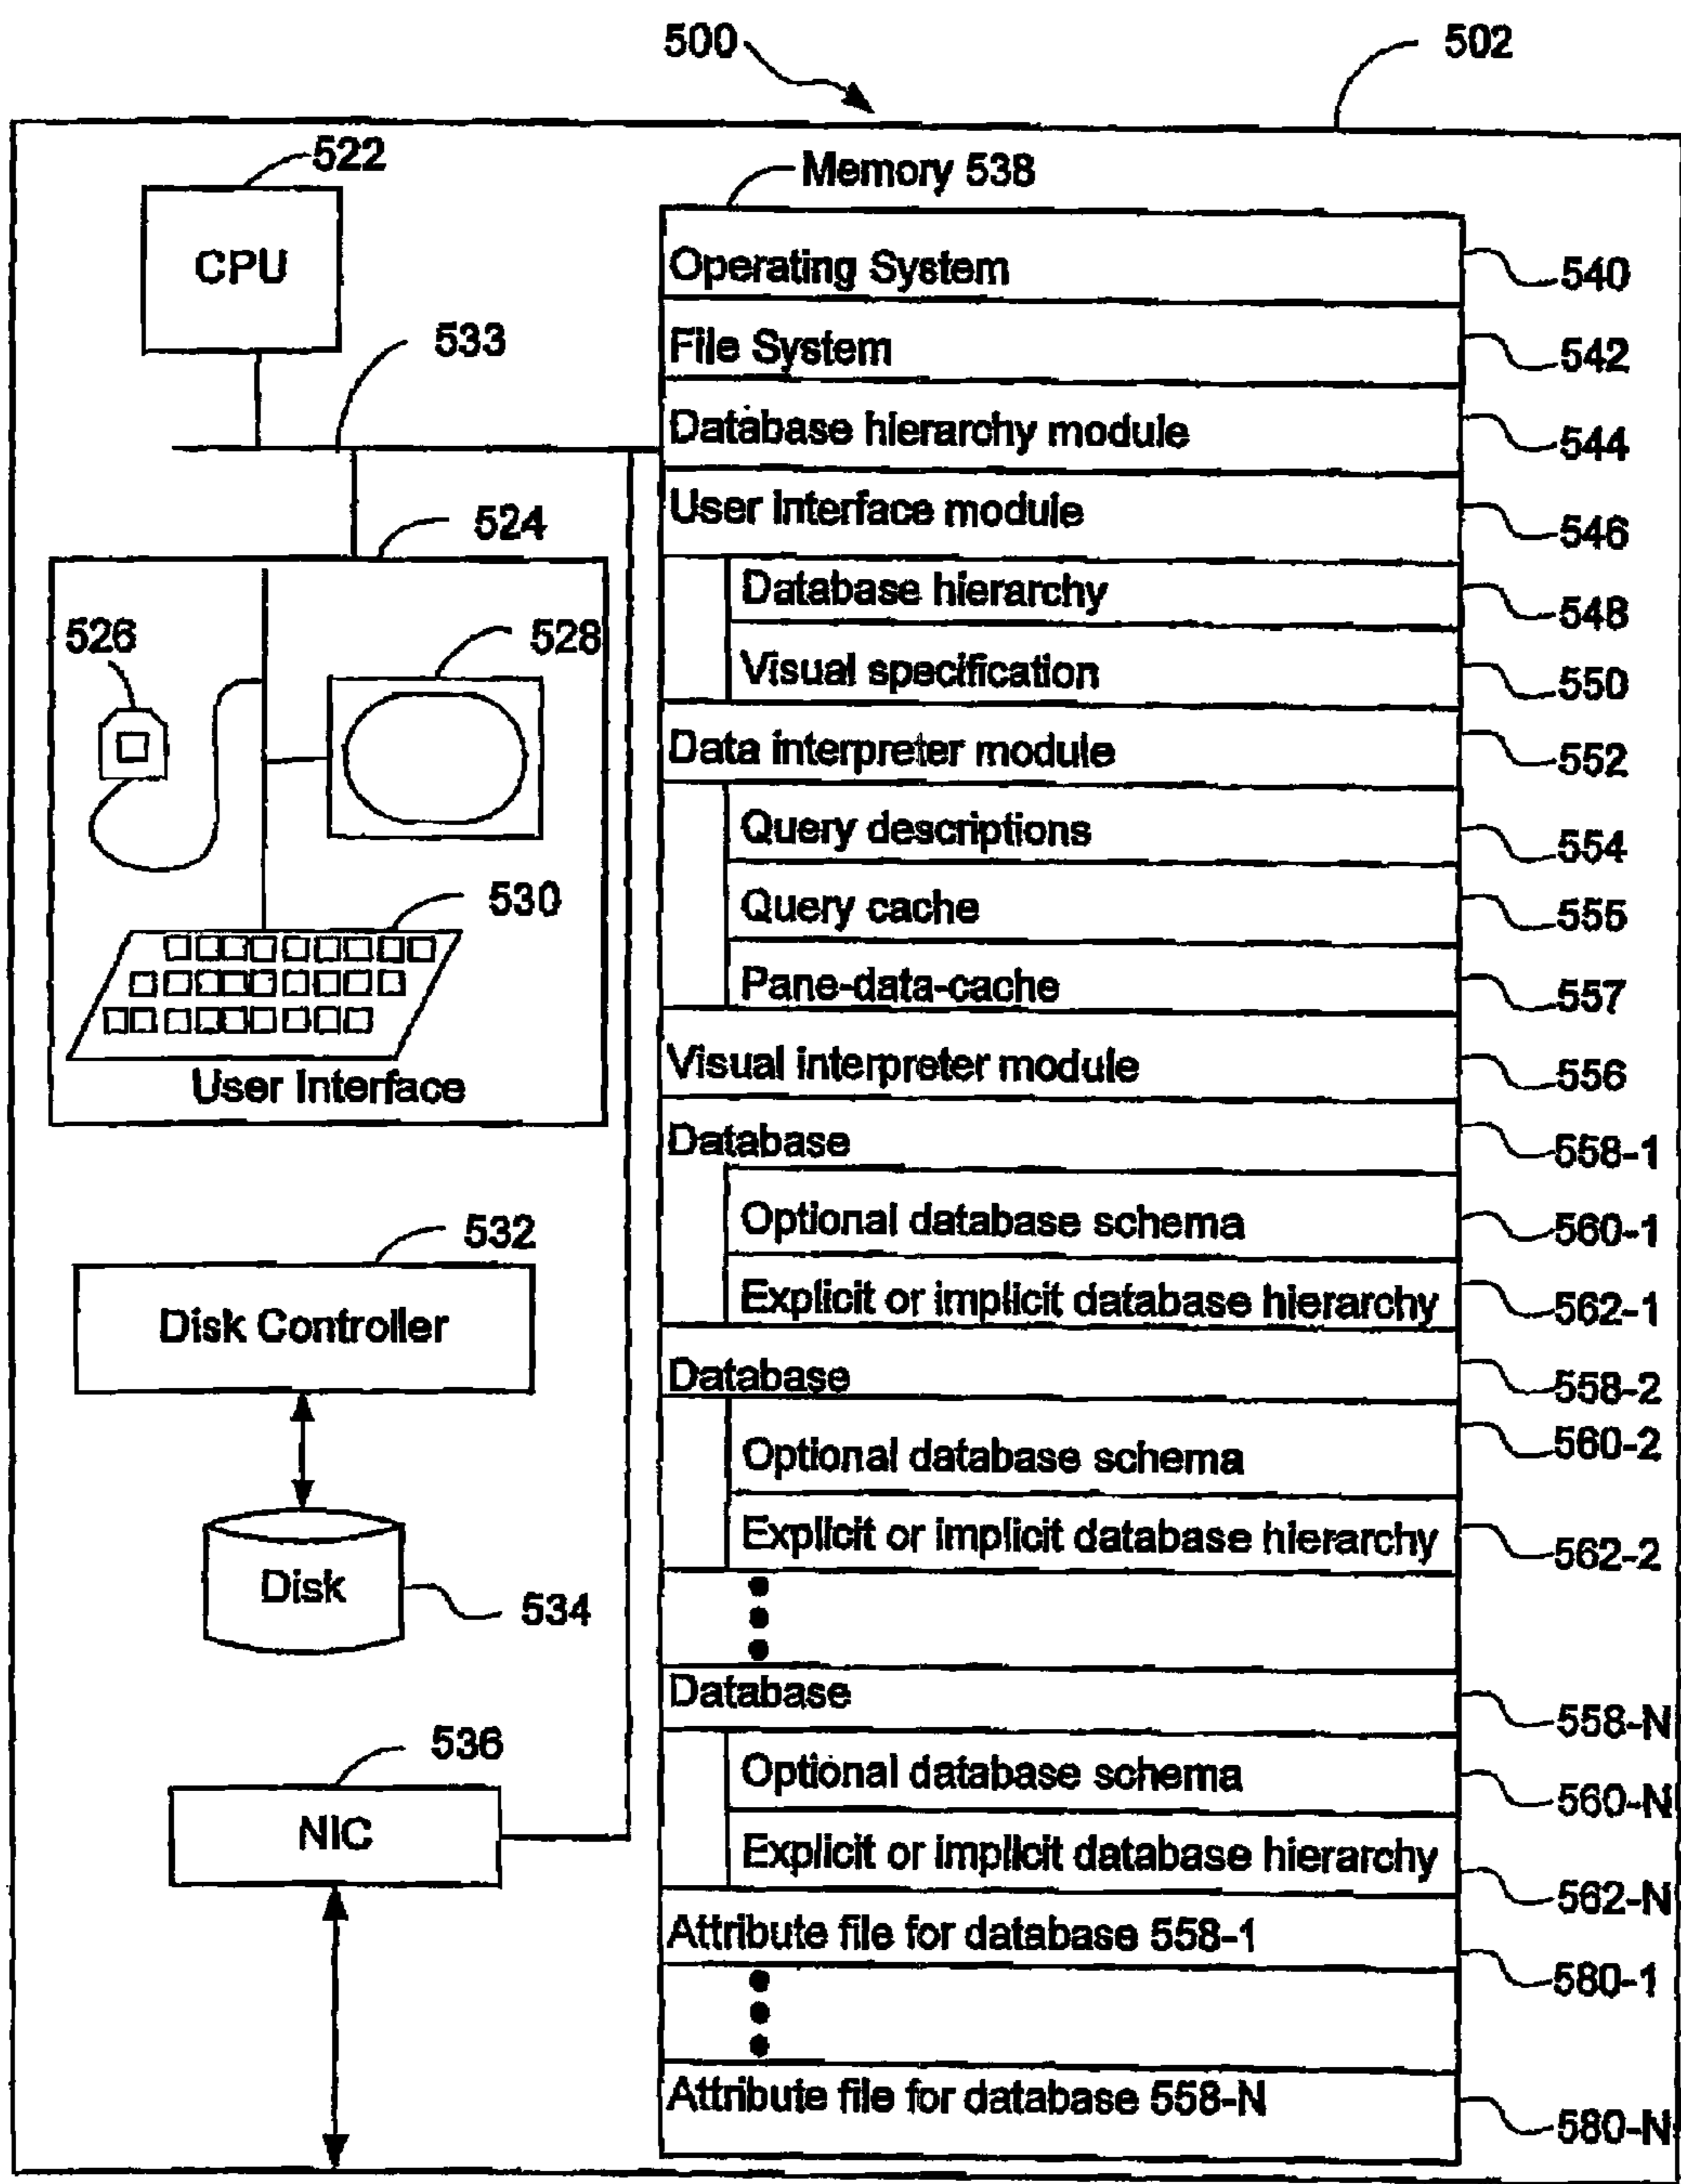 500
502
522
CPU
533
524
526
528
530
User Interface
532
Disk Controller
Disk
534
536
NIC
Memory 538
Operating System 540
File System 542
Database hierarchy module 544
User Interface module 546
Database hierarchy 548
Visual specification 550
Data interpreter module 552
Query descriptions 554
Query cache 555
Pane-data-cache 557
Visual interpreter module 556
Database 558-1
Optional database schema 560-1
Explicit or implicit database hierarchy 562-1
Database 558-2
Optional database schema 560-2
Explicit or implicit database hierarchy 562-2
Database 558-N
Optional database schema 560-N
Explicit or implicit database hierarchy 562-N
Attribute file for database 558-1 580-1
Attribute file for database 558-N 580-N